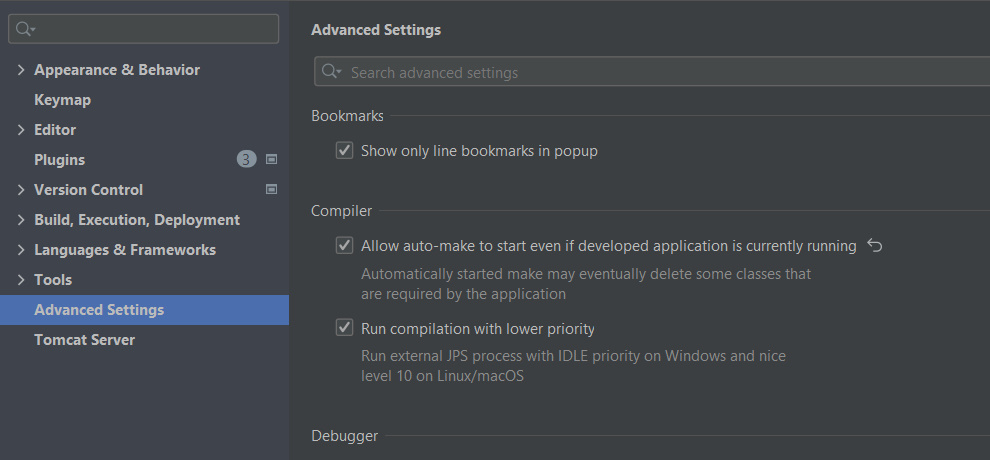 Appearance & Behavior
Keymap
Editor
Plugins 3
Version Control
Build, Execution, Deployment
Languages & Frameworks
Tools
Advanced Settings
Tomcat Server
Advanced Settings
Search advanced settings
Bookmarks
Show only line bookmarks in popup
Compiler
Allow auto-make to start even if developed application is currently running
Automatically started make may eventually delete some classes that
are required by the application
Run compilation with lower priority
Run external JPS process with IDLE priority on Windows and nice
level 10 on Linux/macOS
Debugger